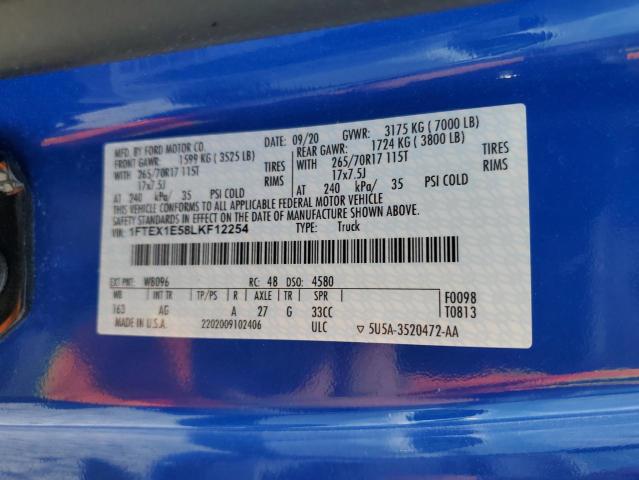 MFD. BY FORD MOTOR CO. 09/20 GVWR: 3175 KG ( 7000 LB)
FRONT GAWR: 1599 KG ( 3525 LB) REAR GAWR: 1724 KG ( 3800 LB)
WITH 265/70R17 115T TIRES WITH 265/70R17 115T TIRES
17x7.5J RIMS 17x7.5J RIMS
AT 240 kPa/ 35 PSI COLD AT 240 kPa/ 35 PSI COLD
THIS VEHICLE CONFORMS TO ALL APPLICABLE FEDERAL MOTOR VEHICLE
SAFETY STANDARDS IN EFFECT ON THE DATE OF MANUFACTURE SHOWN ABOVE.
VIN: 1FTEX1E58LKF12254 TYPE: Truck
EXT PNT: WB096 RC: 48 DSO: 4580
WB INT TR TP/PS R AXLE TR SPR F0098
163 AG A 27 G 33CC T0813
MADE IN U.S.A. 2202009102406 ULC ▽ 5U5A-3520472-AA